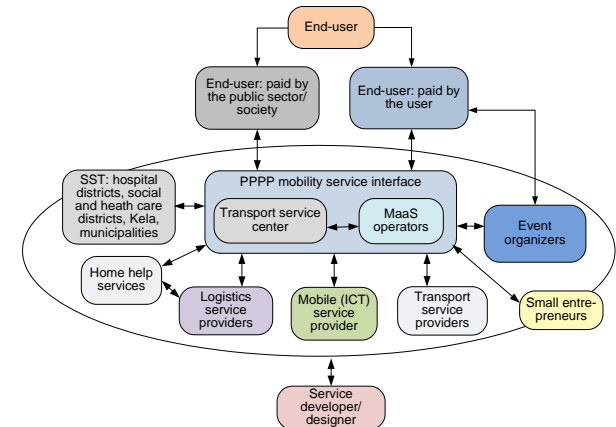 End-user
End-user: paid by
the public sector/
society
End-user: paid by
the user
SST: hospital
districts, social
and heath care
districts, Kela,
municipalities
PPPP mobility service interface
Transport service
center
MaaS
operators
Event
organizers
Home help
services
Logistics
service
providers
Mobile (ICT)
service
provider
Transport
service
providers
Small entre-
preneurs
Service
developer/
designer